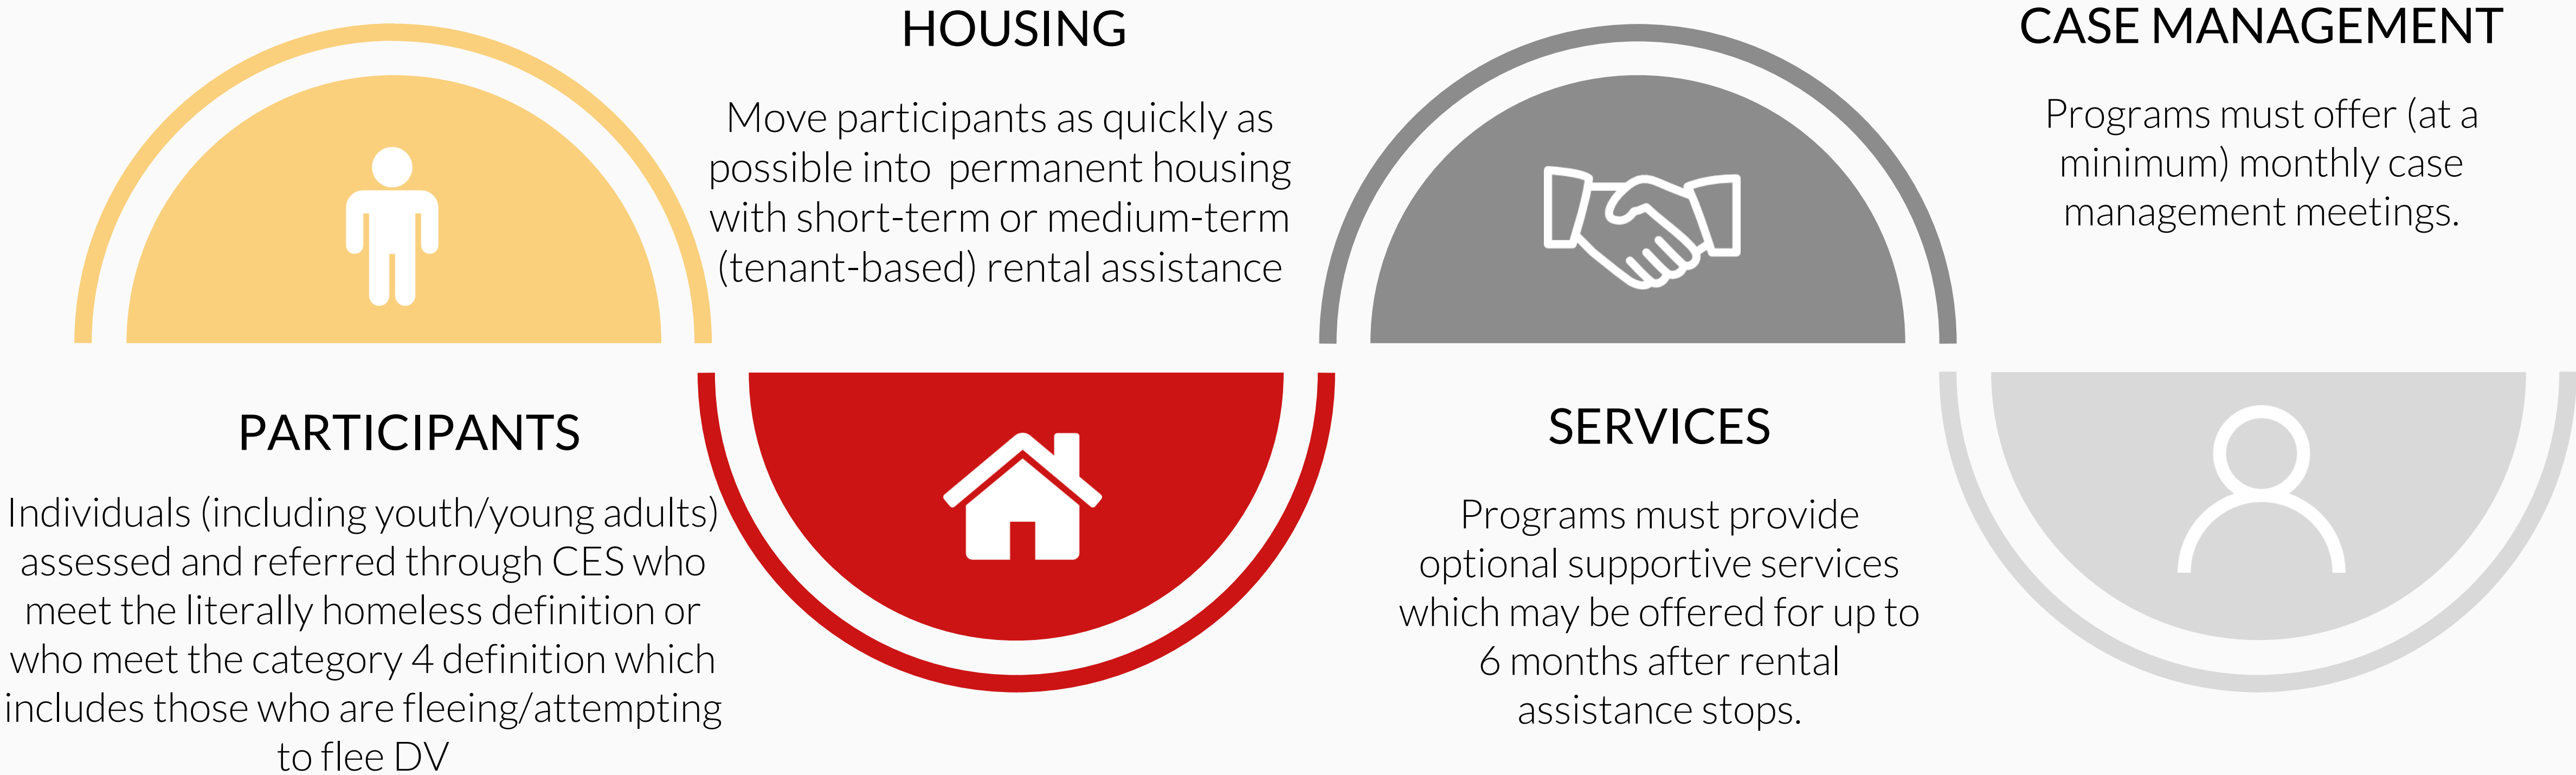 PARTICIPANTS
Individuals (including youth/young adults)
assessed and referred through CES who
meet the literally homeless definition or
who meet the category 4 definition which
includes those who are fleeing/attempting
to flee DV
HOUSING
Move participants as quickly as
possible into permanent housing
with short-term or medium-term
(tenant-based) rental assistance
SERVICES
Programs must provide
optional supportive services
which may be offered for up to
6 months after rental
assistance stops.
CASE MANAGEMENT
Programs must offer (at a
minimum) monthly case
management meetings.